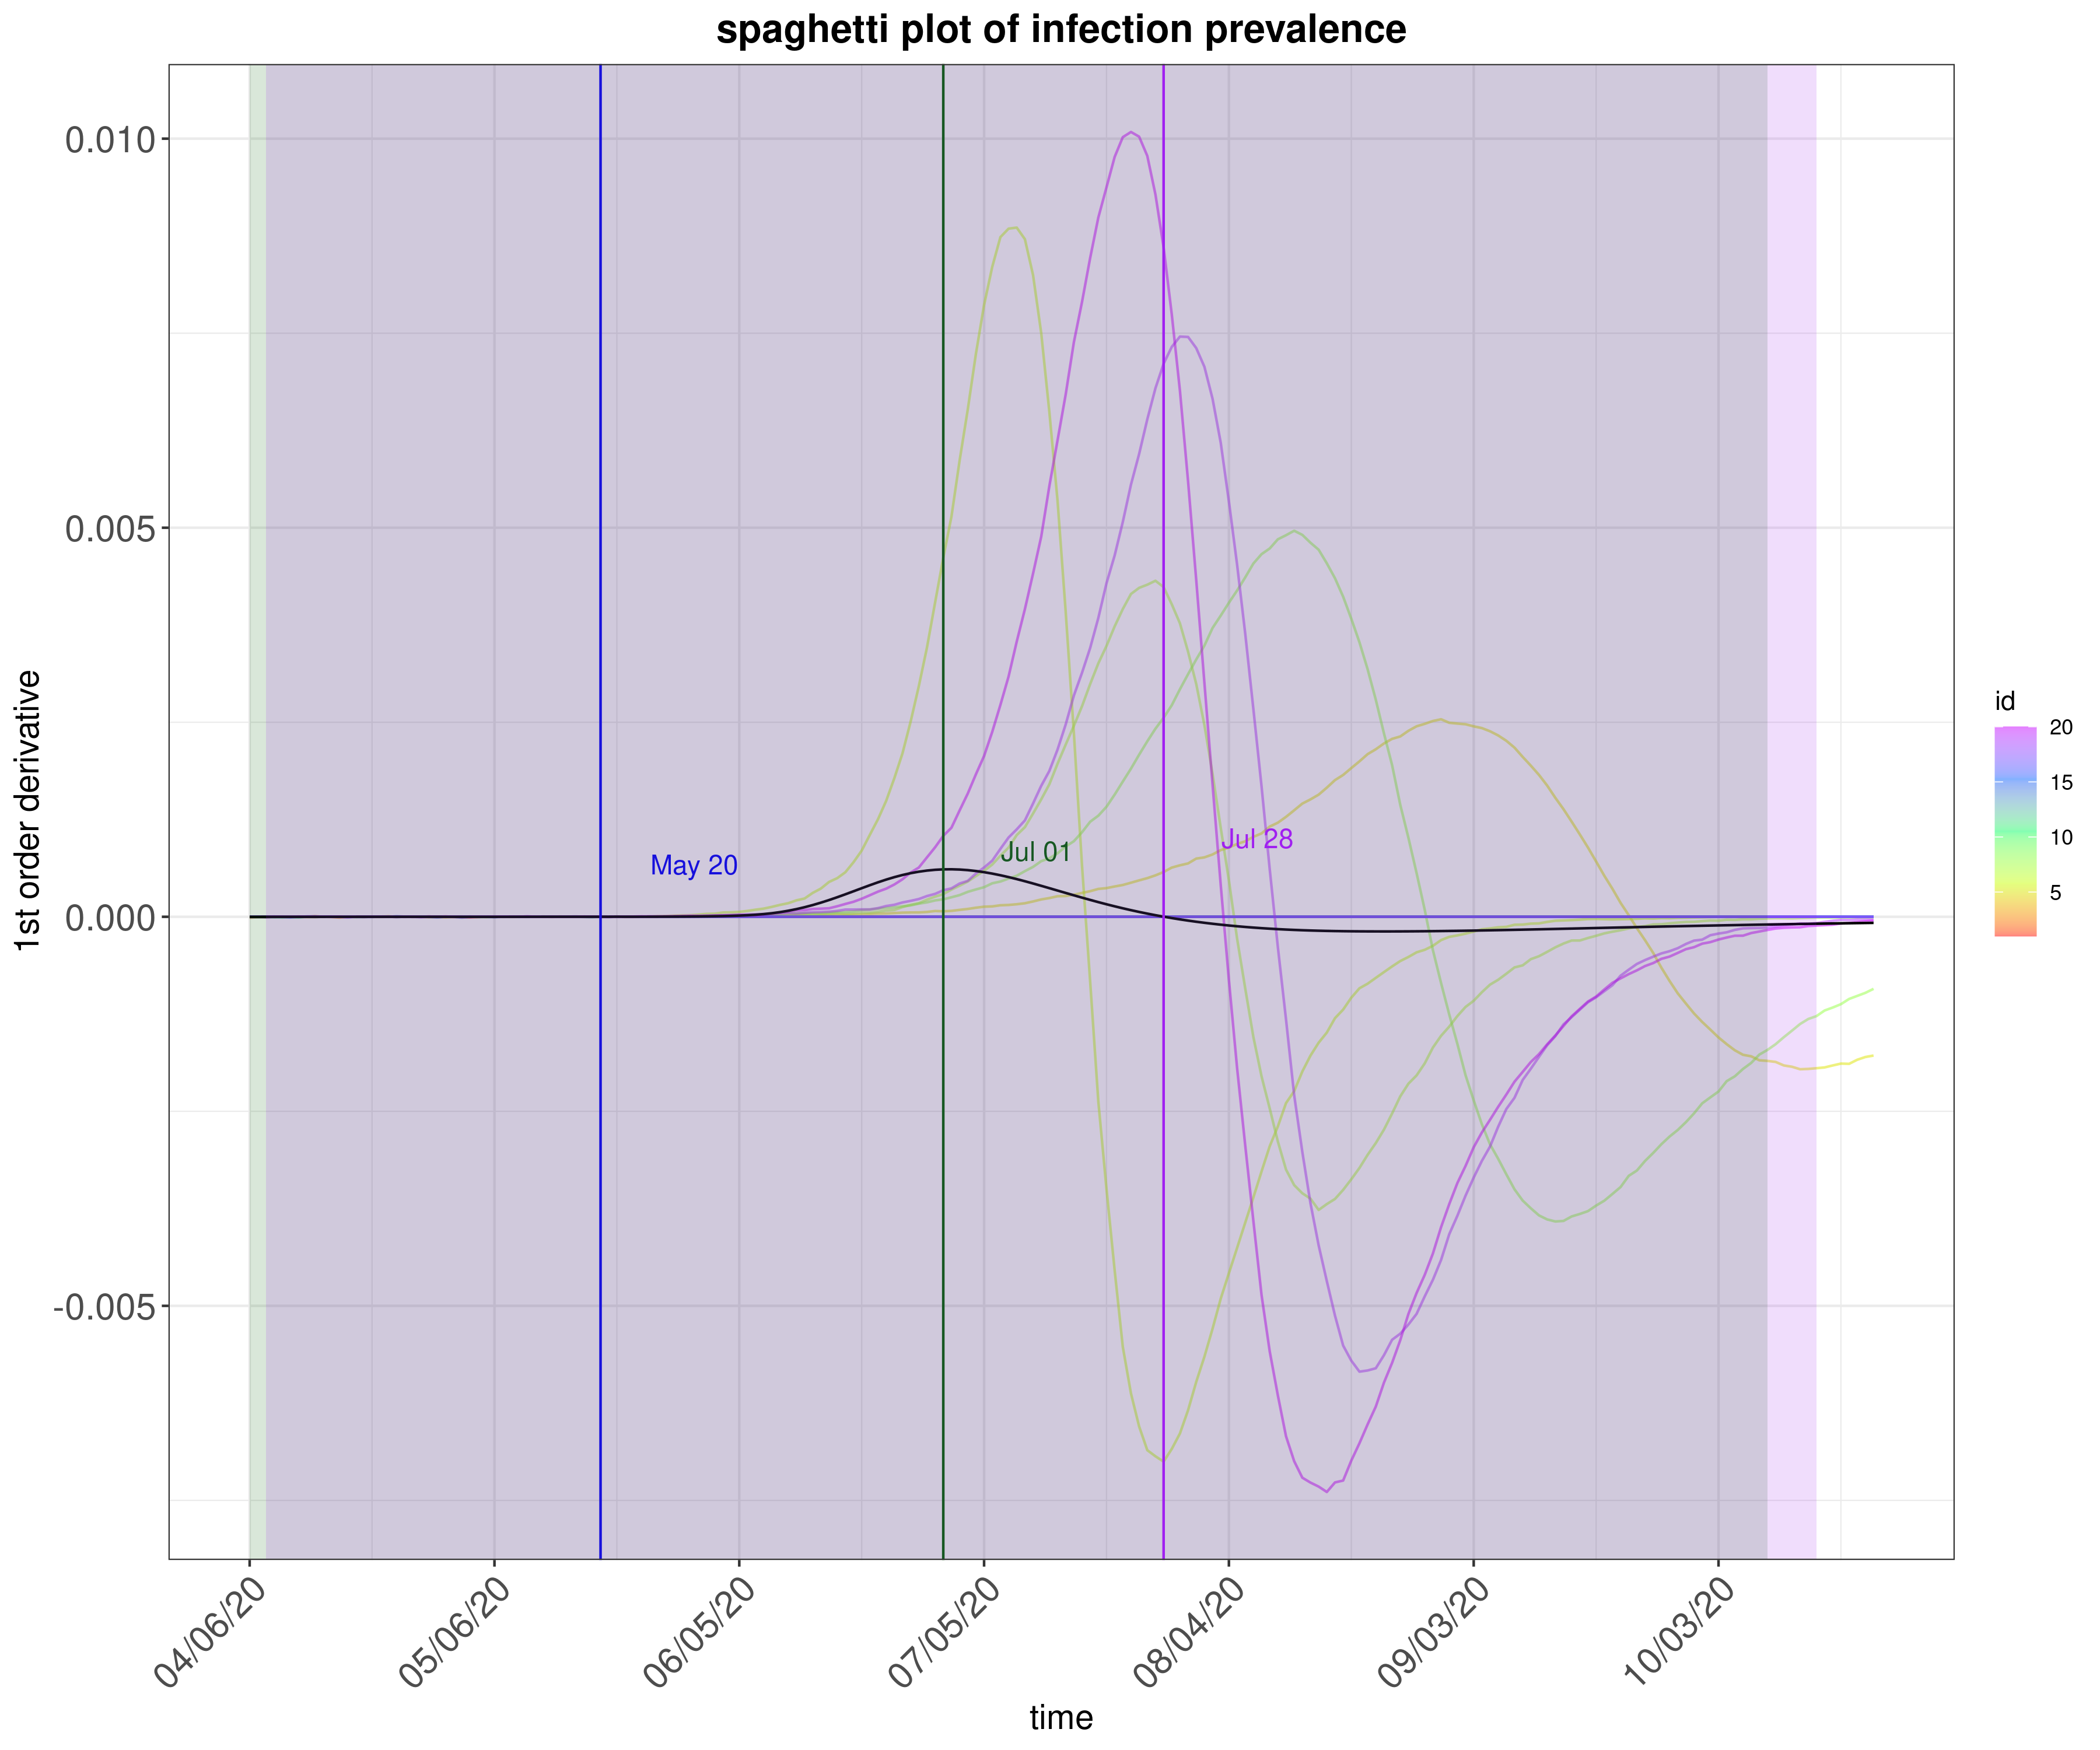 spaghetti plot of infection prevalence
0.010
0.005
0.000
-0.005
1st order derivative
May 20
Jul 01
Jul 28
04/06/20
05/06/20
06/05/20
07/05/20
08/04/20
09/03/20
10/03/20
time
id
20
15
10
5